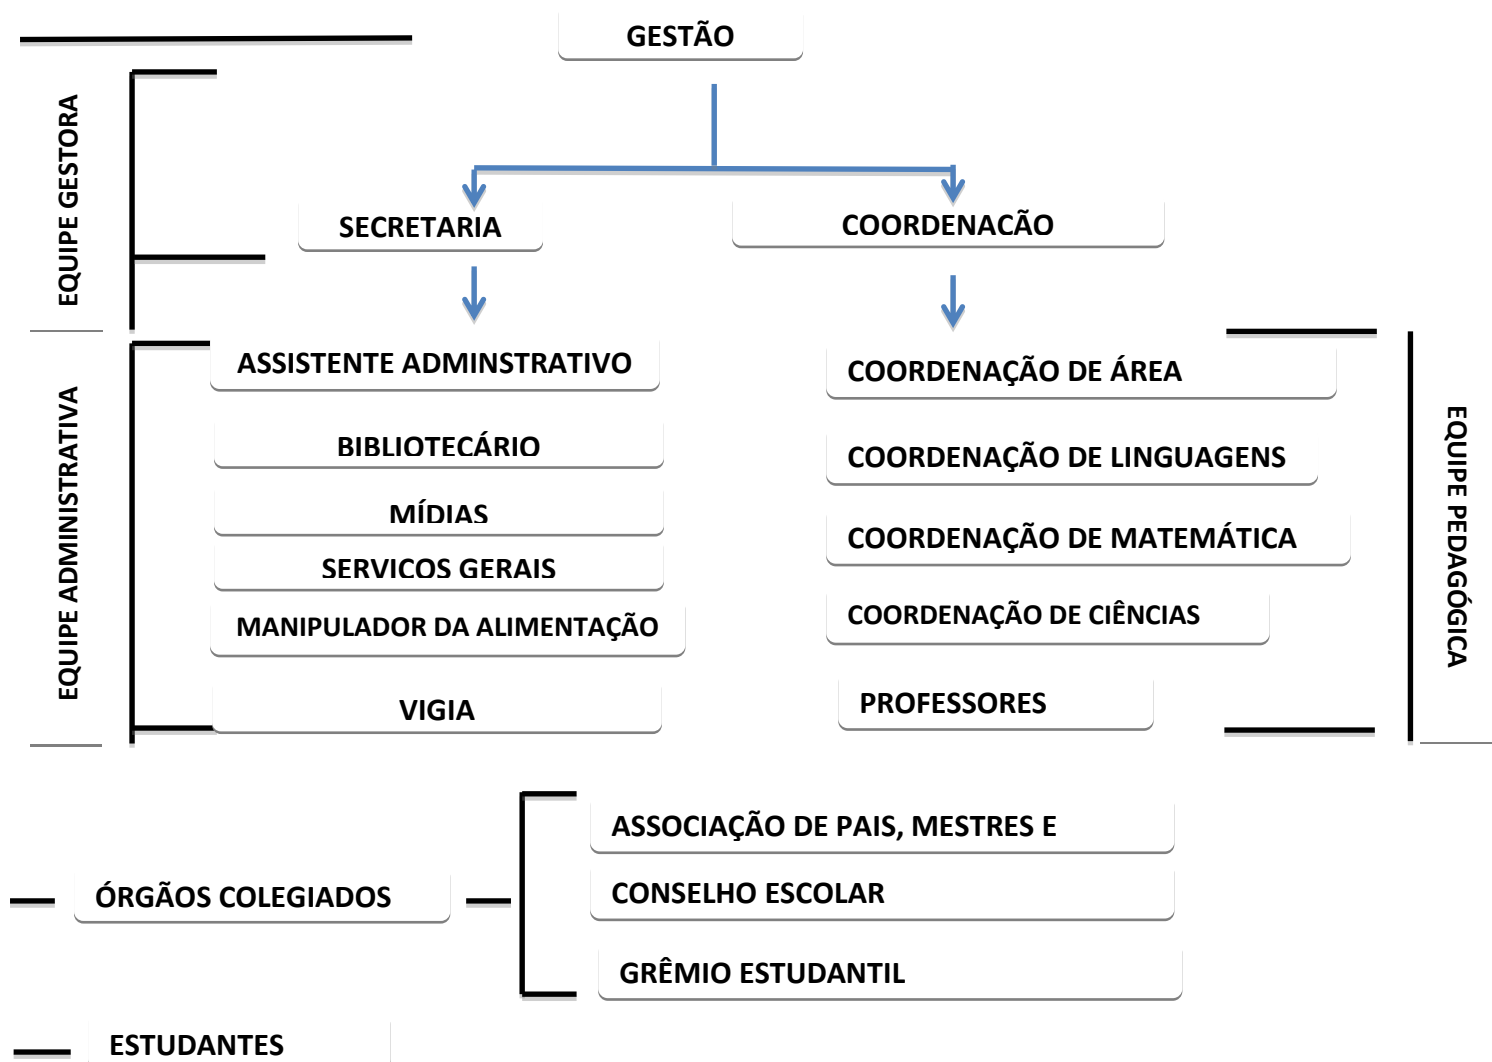 GESTÃO
EQUIPE GESTORA
SECRETARIA
COORDENACÃO
EQUIPE ADMINISTRATIVA
ASSISTENTE ADMINSTRATIVO
BIBLIOTECÁRIO
MÍDIAS
SERVICOS GERAIS
MANIPULADOR DA ALIMENTAÇÃO
VIGIA
COORDENAÇÃO DE ÁREA
COORDENAÇÃO DE LINGUAGENS
COORDENAÇÃO DE MATEMÁTICA
COORDENAÇÃO DE CIÊNCIAS
PROFESSORES
EQUIPE PEDAGÓGICA
ÓRGÃOS COLEGIADOS
ASSOCIAÇÃO DE PAIS, MESTRES E
CONSELHO ESCOLAR
GRÊMIO ESTUDANTIL
ESTUDANTES